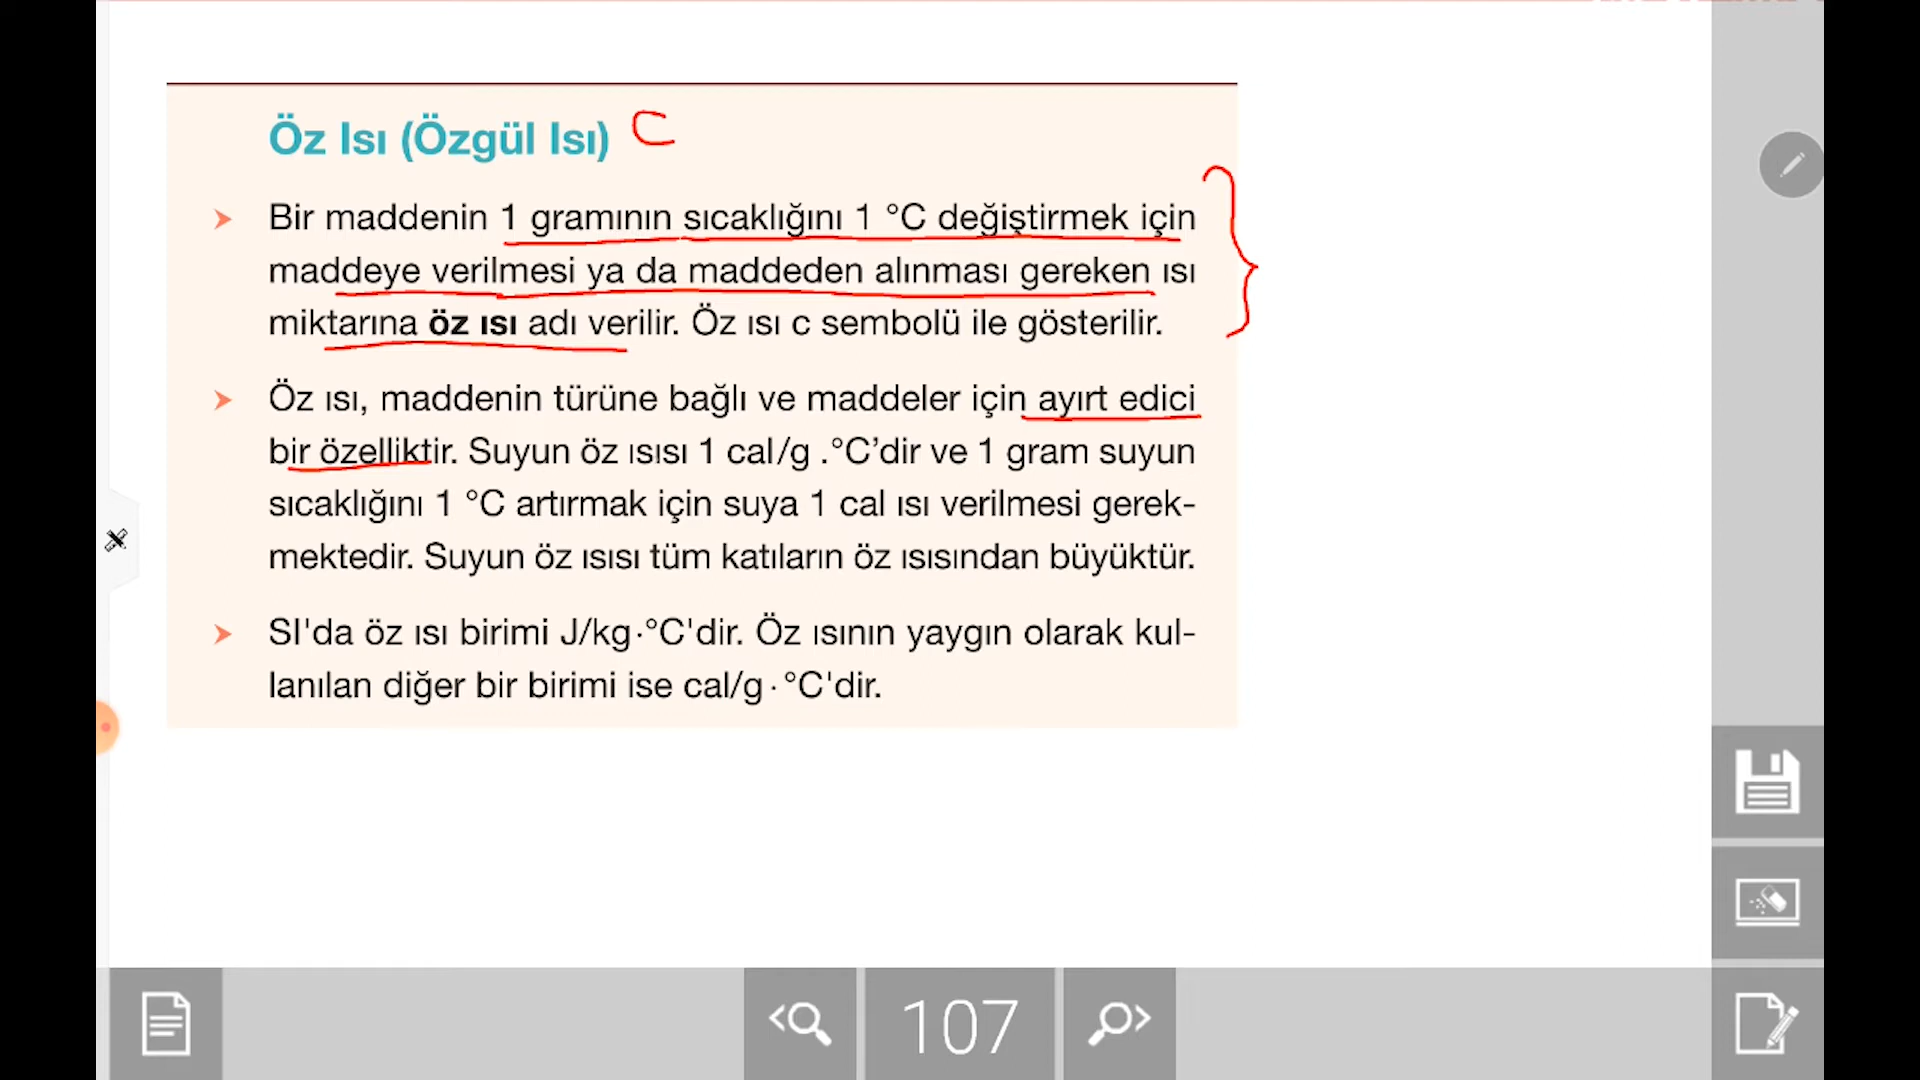 Öz Isı (Özgül Isı) C
Bir maddenin 1 gramının sıcaklığını 1 °C değiştirmek için
maddeye verilmesi ya da maddeden alınması gereken ısı
miktarına öz ısı adı verilir. Öz ısı c sembolü ile gösterilir.
Öz ısı, maddenin türüne bağlı ve maddeler için ayırt edici
bir özelliktir. Suyun öz ısısı 1 cal/g .°C’dir ve 1 gram suyun
sıcaklığını 1 °C artırmak için suya 1 cal ısı verilmesi gerek-
mektedir. Suyun öz ısısı tüm katıların öz ısısından büyüktür.
SI'da öz ısı birimi J/kg·°C'dir. Öz ısının yaygın olarak kul-
lanılan diğer bir birimi ise cal/g·°C'dir.
107